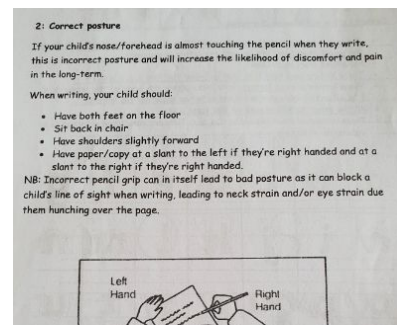 2: Correct posture
If your child's nose/forehead is almost touching the pencil when they write,
this is incorrect posture and will increase the likelihood of discomfort and pain
in the long-term.
When writing, your child should:
• Have both feet on the floor
• Sit back in chair
• Have shoulders slightly forward
• Have paper/copy at a slant to the left if they're right handed and at a
slant to the right if they're right handed.
NB: Incorrect pencil grip can in itself lead to bad posture as it can block a
child's line of sight when writing, leading to neck strain and/or eye strain due
them hunching over the page.
Left
Hand
Right
Hand